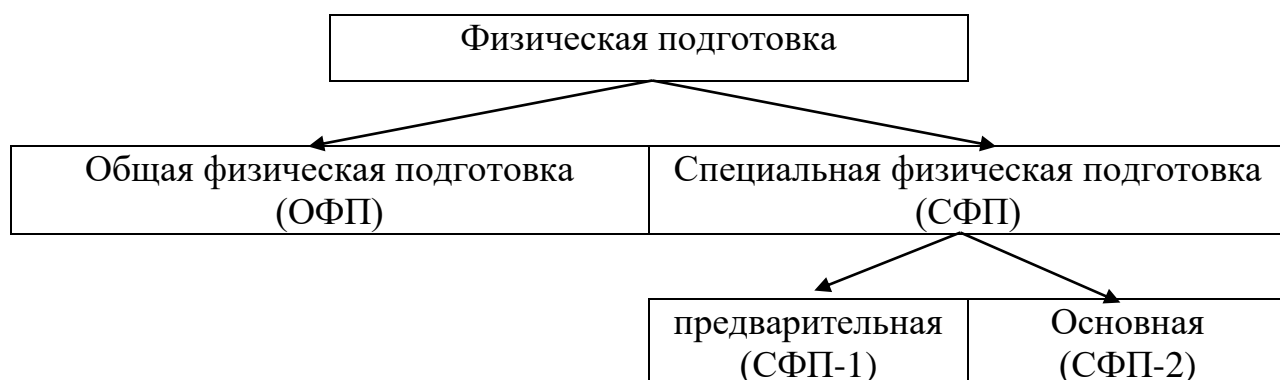 Физическая подготовка
Общая физическая подготовка
(ОФП)
Специальная физическая подготовка
(СФП)
предварительная
(СФП-1)
Основная
(СФП-2)